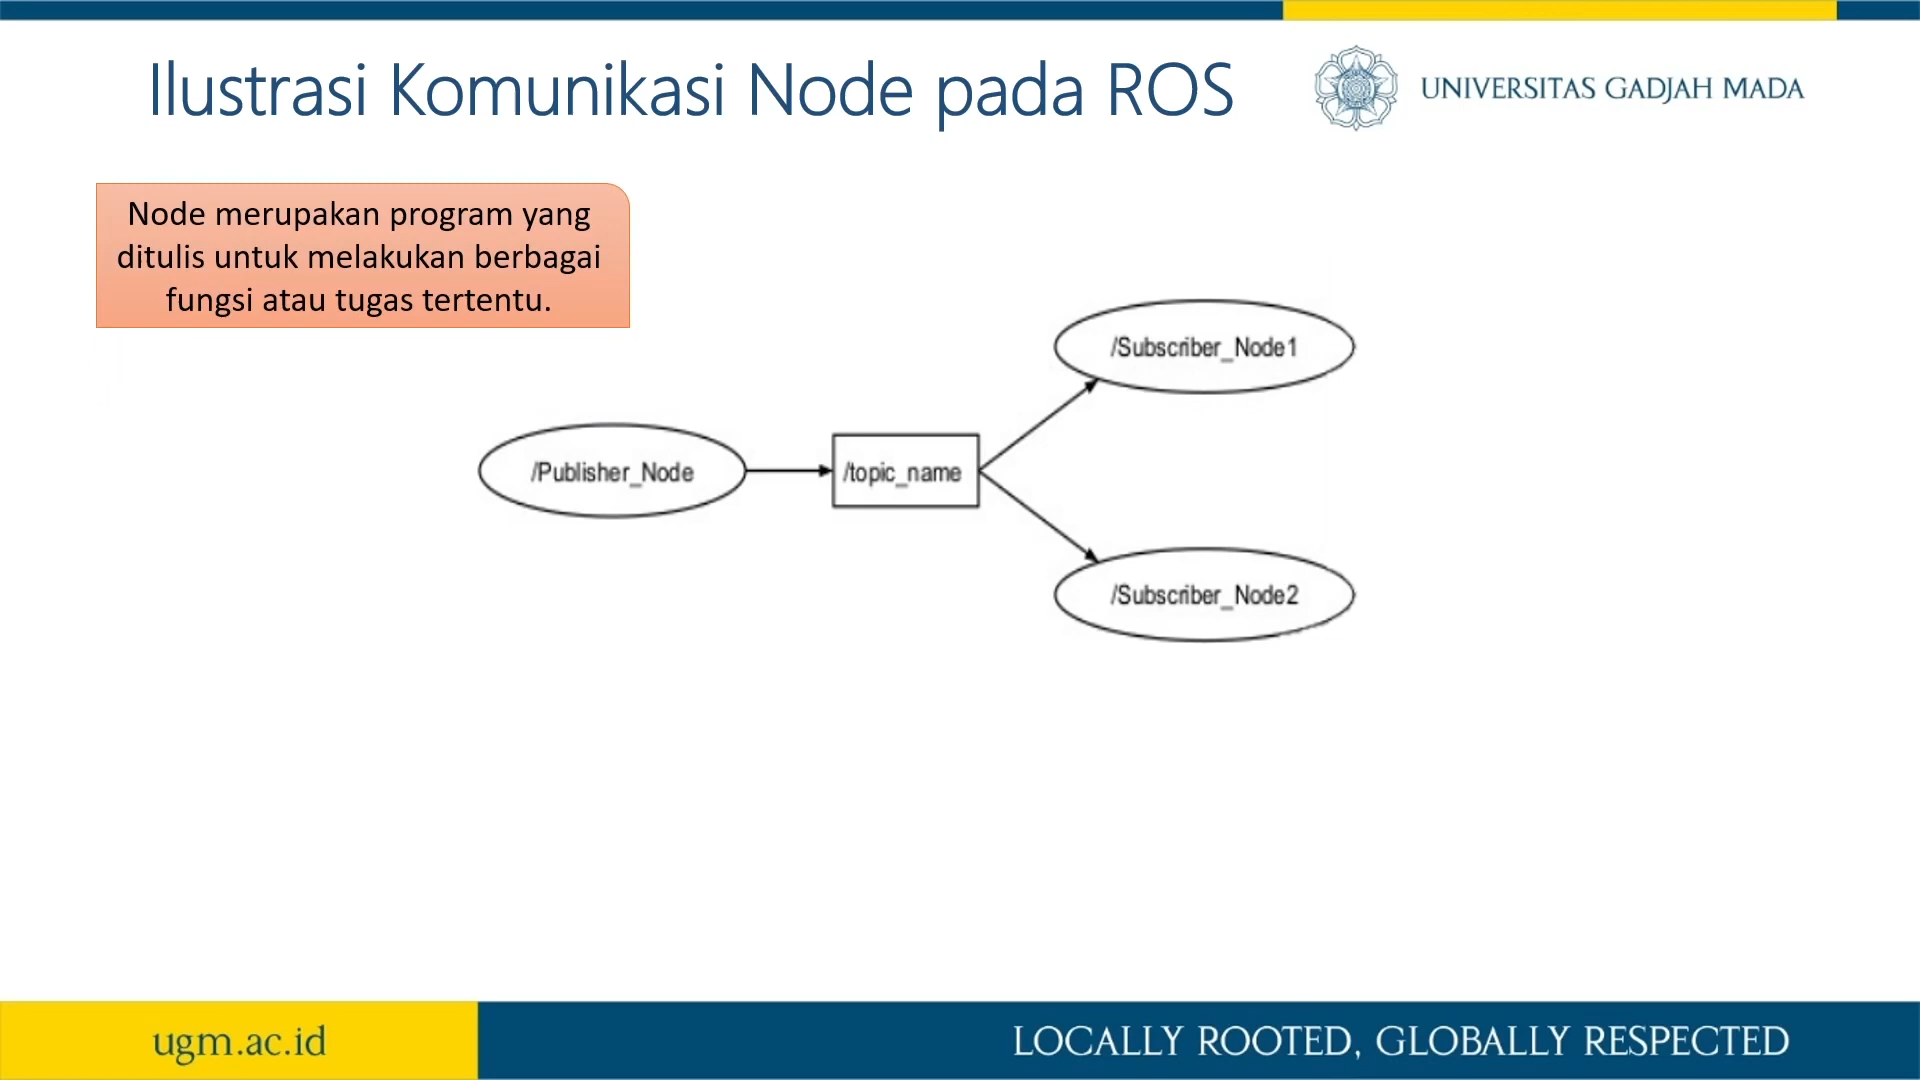 Ilustrasi Komunikasi Node pada ROS
UNIVERSITAS GADJAH MADA
Node merupakan program yang
ditulis untuk melakukan berbagai
fungsi atau tugas tertentu.
/Subscriber_Node1
/Publisher_Node
/topic_name
/Subscriber_Node2
ugm.ac.id
LOCALLY ROOTED, GLOBALLY RESPECTED